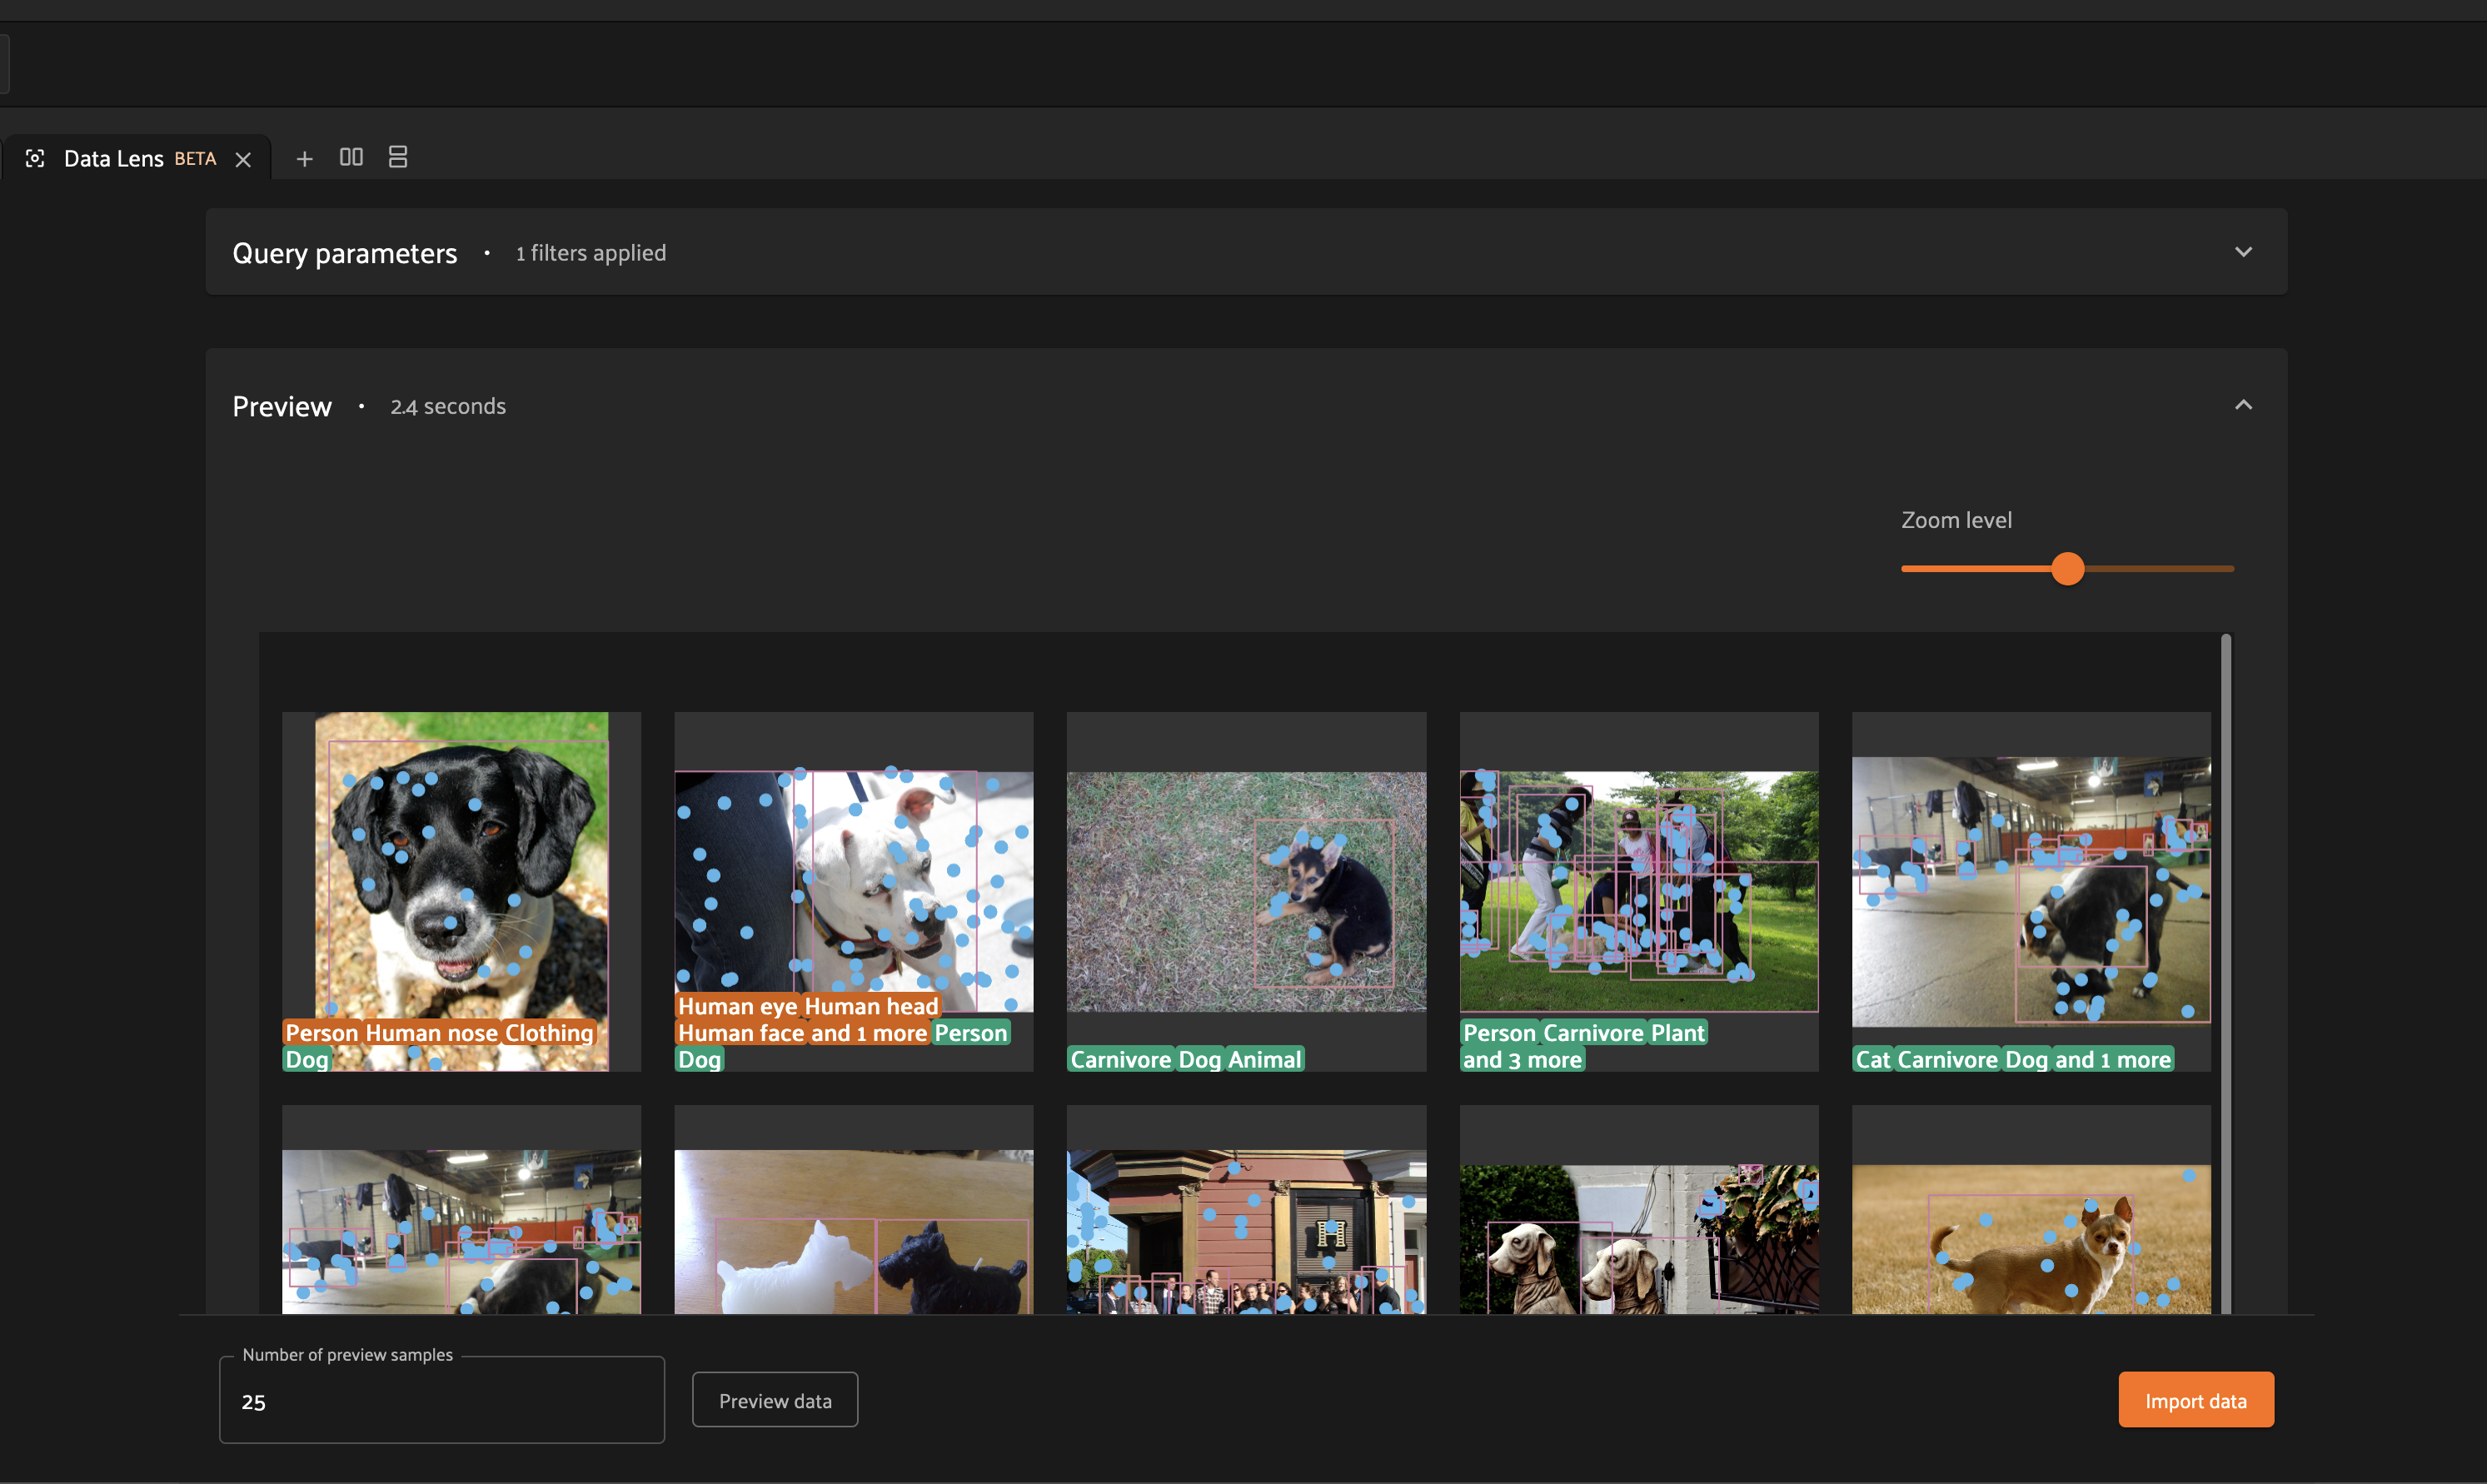 Data Lens BETA
Query parameters • 1 filters applied
Preview • 2.4 seconds
Zoom level
Person Human nose Clothing
Dog
Human eye Human head
Human face and 1 more Person
Dog
Carnivore Dog Animal
Person Carnivore Plant
and 3 more
Cat Carnivore Dog and 1 more
H
Number of preview samples
25
Preview data
Import data